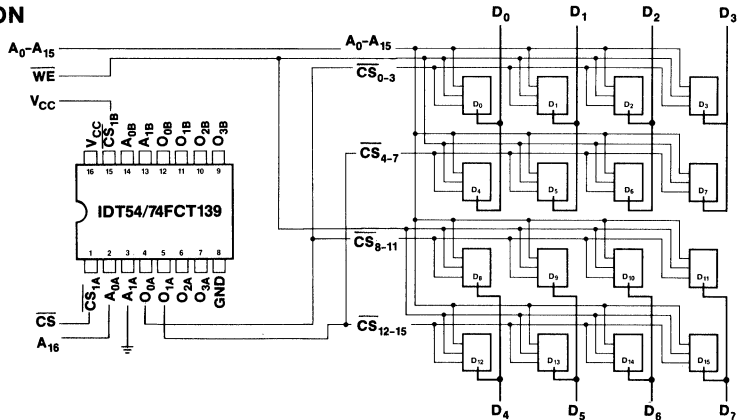 ON
D0 D1 D2 D3
A0–A15
A0–A15
WE
CS0-3
VCC
D0 D1 D2 D3
VCC CS1B A0B A1B O0B O1B O2B O3B
16 15 14 13 12 11 10 9
CS4-7
D4 D5 D6 D7
IDT54/74FCT139
1 2 3 4 5 6 7 8
CS1A A0A A1A O0A O1A O2A O3A GND
CS8-11
D8 D9 D10 D11
CS
A16
CS12-15
D12 D13 D14 D15
D4 D5 D6 D7